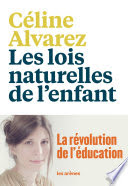 Céline
Alvarez
Les lois
naturelles
de l'enfant
La révolution
de l'éducation
les arènes